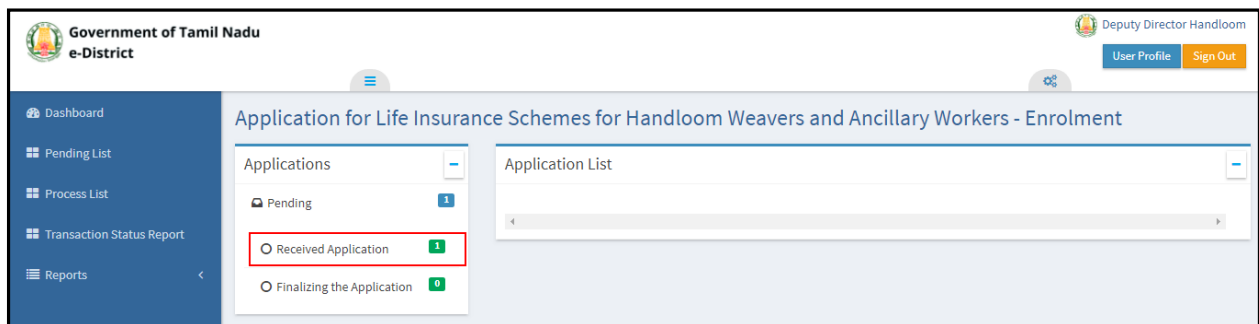 Government of Tamil Nadu
e-District
Deputy Director Handloom
User Profile
Sign Out
Dashboard
Pending List
Process List
Transaction Status Report
Reports
Application for Life Insurance Schemes for Handloom Weavers and Ancillary Workers - Enrolment
Applications
Pending 1
Received Application 1
Finalizing the Application 0
Application List